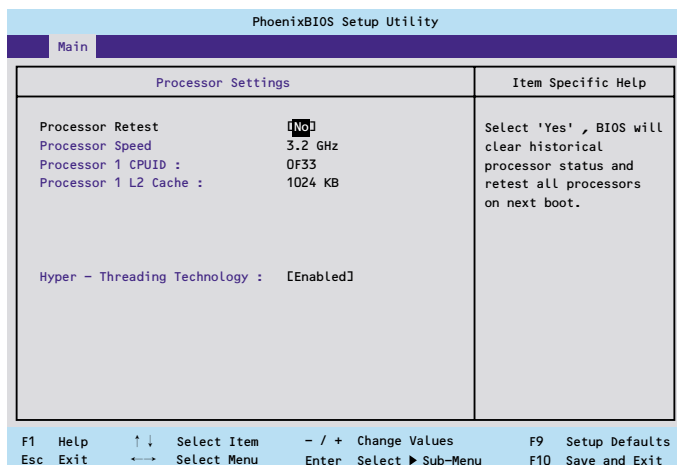 PhoenixBIOS Setup Utility
Main
Processor Settings
Item Specific Help
Processor Retest [No]
Processor Speed 3.2 GHz
Processor 1 CPUID : 0F33
Processor 1 L2 Cache : 1024 KB
Hyper - Threading Technology : [Enabled]
Select 'Yes' , BIOS will
clear historical
processor status and
retest all processors
on next boot.
F1 Help ↑↓ Select Item - / + Change Values F9 Setup Defaults
Esc Exit ←→ Select Menu Enter Select ▶ Sub-Menu F10 Save and Exit